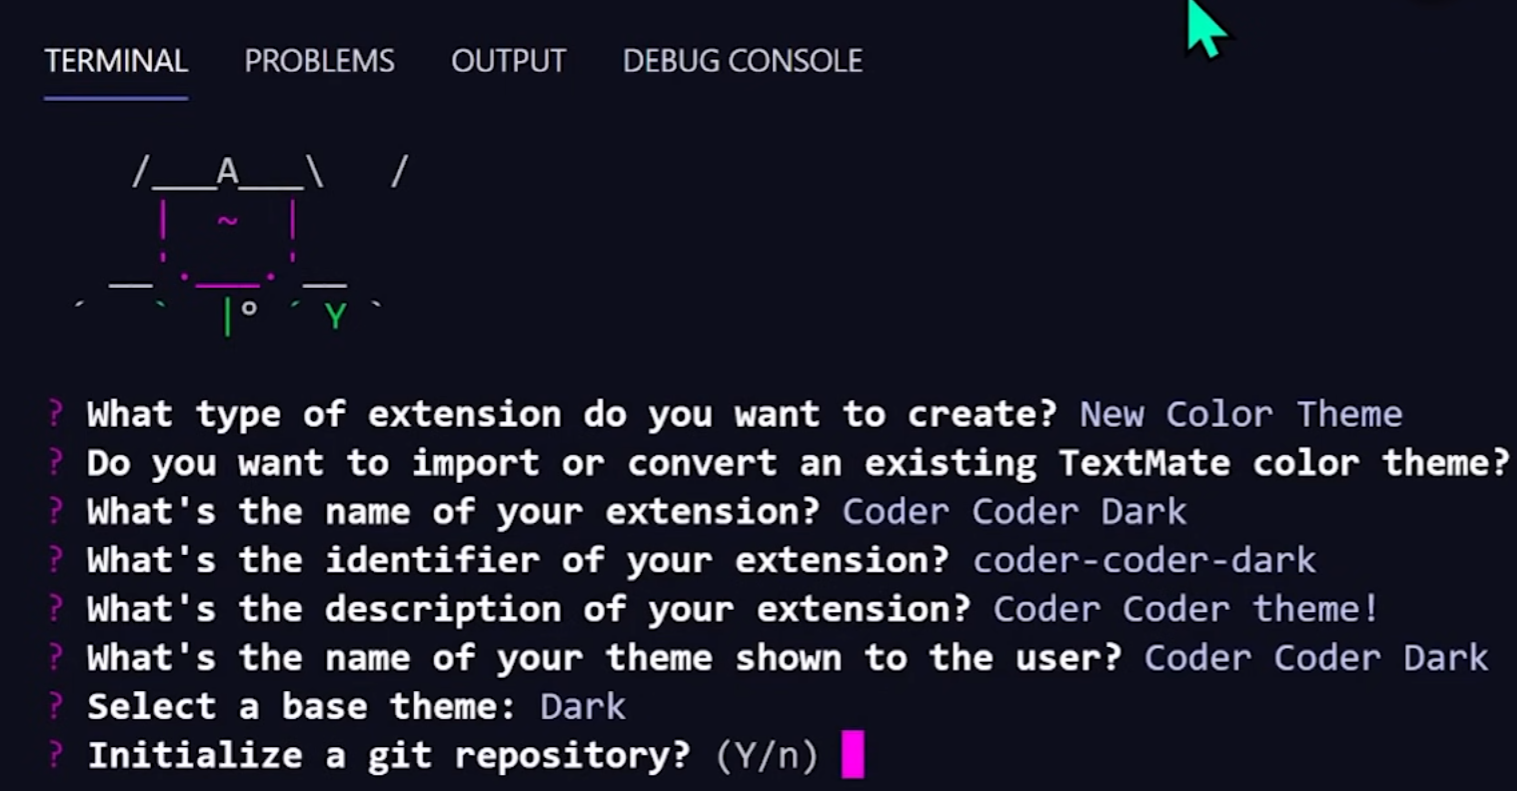 TERMINAL PROBLEMS OUTPUT DEBUG CONSOLE
/___A___\   /
|  ~  |
'     '
__ .___. __
´   ` |° ´ Y `
? What type of extension do you want to create? New Color Theme
? Do you want to import or convert an existing TextMate color theme?
? What's the name of your extension? Coder Coder Dark
? What's the identifier of your extension? coder-coder-dark
? What's the description of your extension? Coder Coder theme!
? What's the name of your theme shown to the user? Coder Coder Dark
? Select a base theme: Dark
? Initialize a git repository? (Y/n)